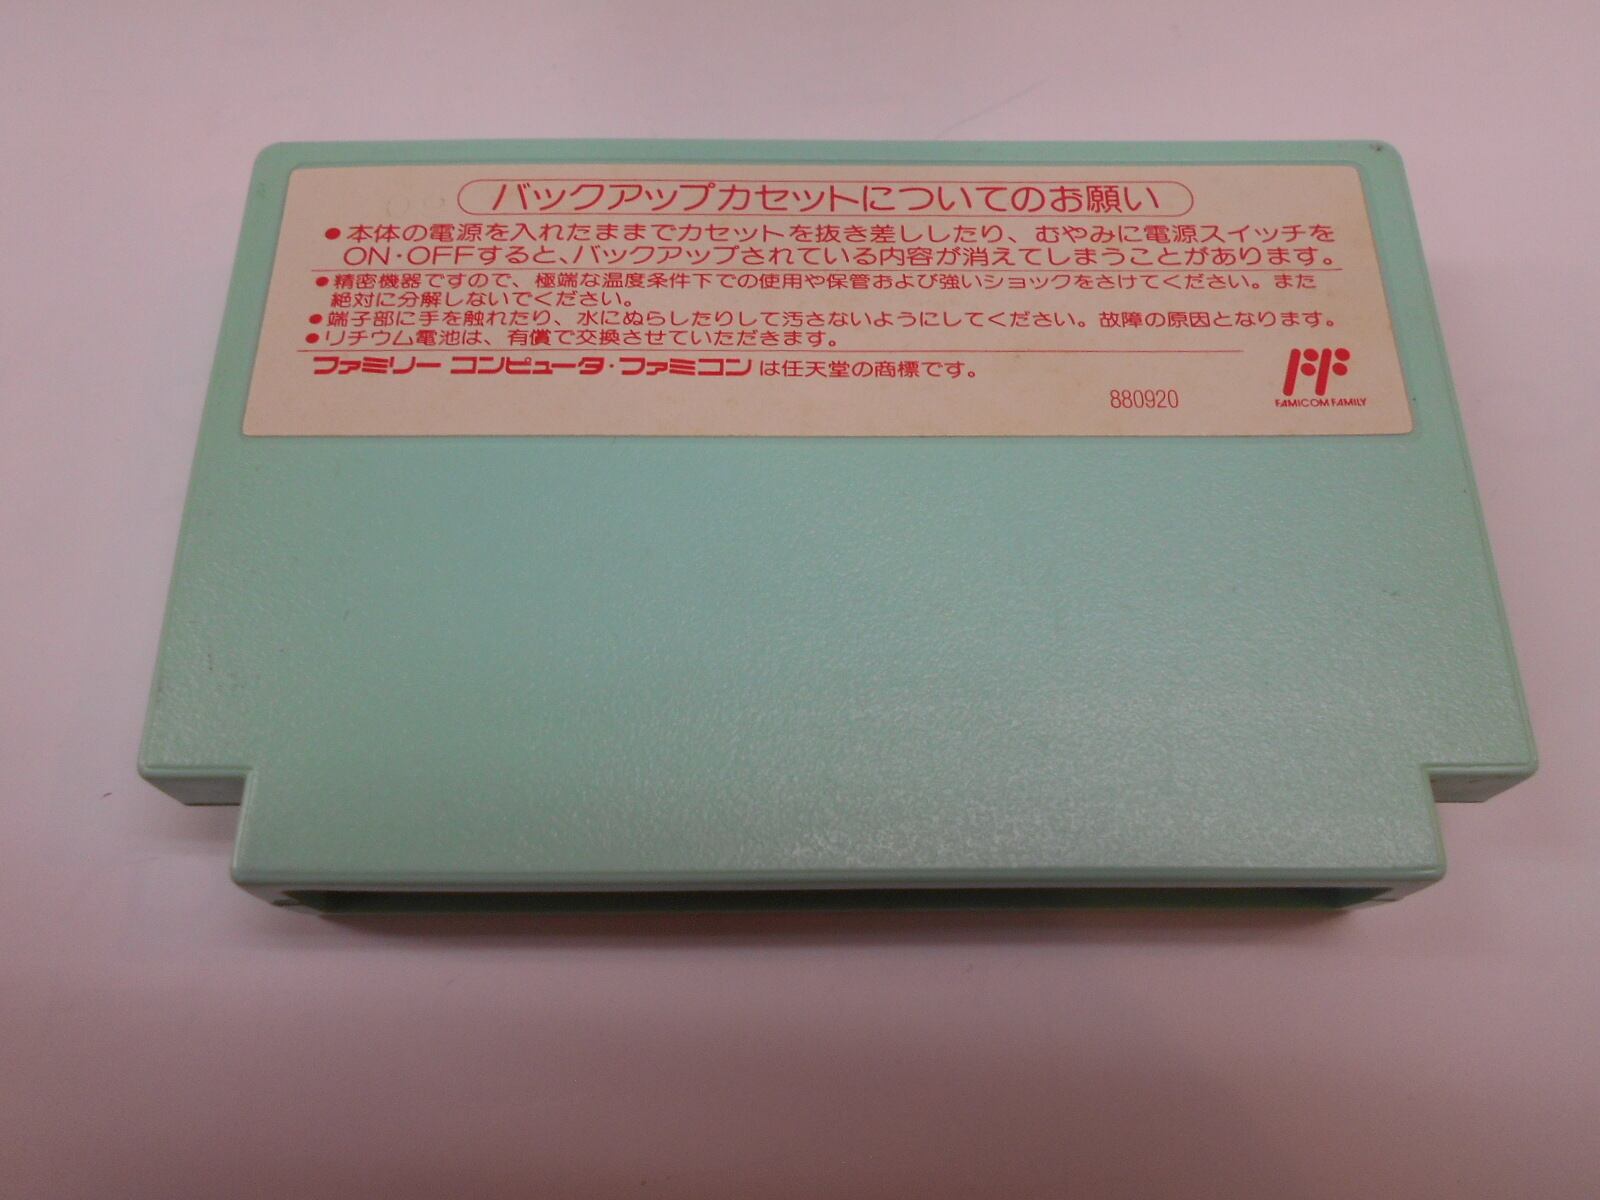 バックアップカセットについてのお願い
●本体の電源を入れたままでカセットを抜き差ししたり、むやみに電源スイッチを
ON・OFFすると、バックアップされている内容が消えてしまうことがあります。
●精密機器ですので、極端な温度条件下での使用や保管および強いショックをさけてください。また
絶対に分解しないでください。
●端子部に手を触れたり、水にぬらしたりして汚さないようにしてください。故障の原因となります。
●リチウム電池は、有償で交換させていただきます。
ファミリーコンピュータ・ファミコンは任天堂の商標です。
880920
FAMICOM FAMILY